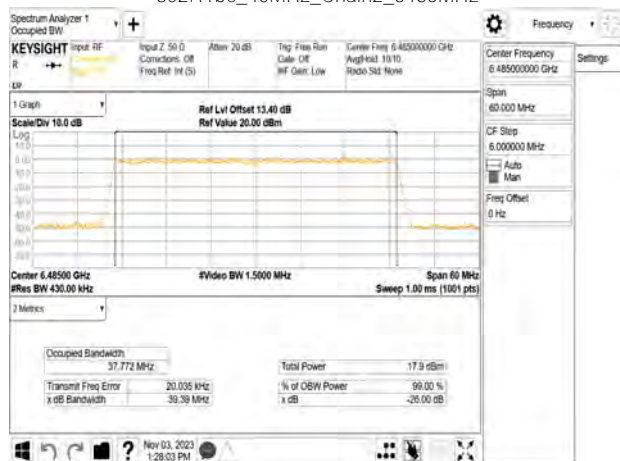 Spectrum Analyzer 1
Occupied BW
Frequency
Settings
KEYSIGHT
Input: RF
Input Z: 50 Ω
Corrections: Off
Freq Ref: Int (S)
Atten: 20 dB
Trig: Free Run
Gate: Off
#IF Gain: Low
Center Freq: 6.485000000 GHz
Avg|Hold: 10/10
Radio Std: None
R
Center Frequency
6.485000000 GHz
Span
60.000 MHz
CF Step
6.000000 MHz
Auto
Man
Freq Offset
0 Hz
1 Graph
Scale/Div 10.0 dB
Ref Lvl Offset 13.40 dB
Ref Value 20.00 dBm
Log
10.0
0.00
Center 6.48500 GHz
#Res BW 430.00 kHz
#Video BW 1.5000 MHz
Span 60 MHz
Sweep 1.00 ms (1001 pts)
2 Metrics
Occupied Bandwidth
37.772 MHz
Total Power
17.9 dBm
Transmit Freq Error
20.035 kHz
% of OBW Power
99.00 %
x dB Bandwidth
39.39 MHz
x dB
-26.00 dB
Nov 03, 2023
1:28:03 PM